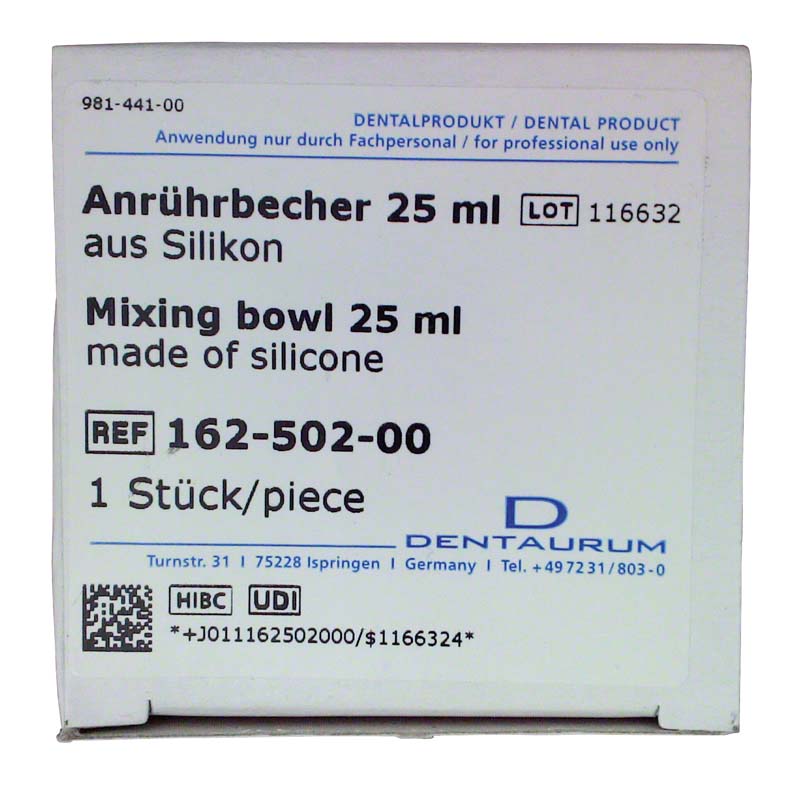 981-441-00
DENTALPRODUKT / DENTAL PRODUCT
Anwendung nur durch Fachpersonal / for professional use only
Anrührbecher 25 ml LOT 116632
aus Silikon
Mixing bowl 25 ml
made of silicone
REF 162-502-00
1 Stück/piece
D
DENTAURUM
Turnstr. 31 I 75228 Ispringen I Germany I Tel. +497231/803-0
HIBC UDI
*+J011162502000/$1166324*